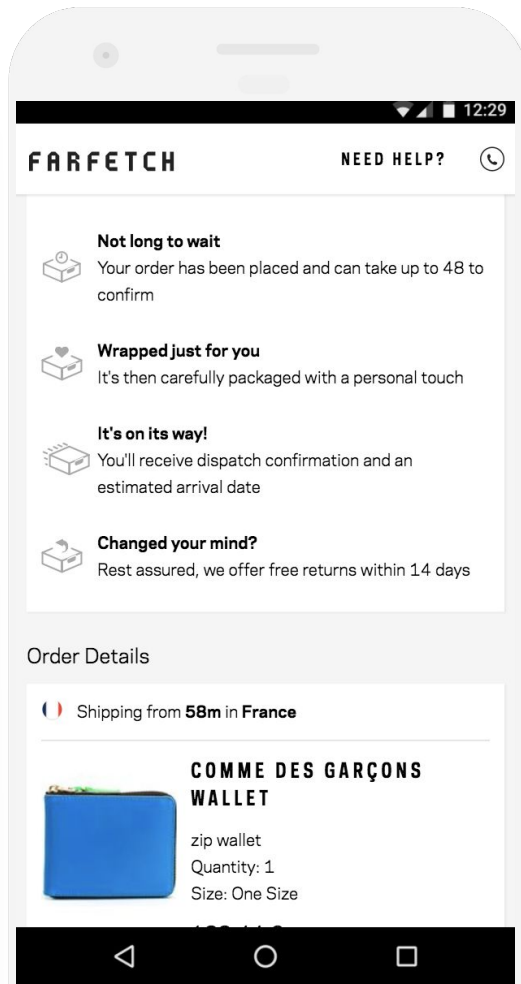 12:29
FARFETCH
NEED HELP?
Not long to wait
Your order has been placed and can take up to 48 to
confirm
Wrapped just for you
It's then carefully packaged with a personal touch
It's on its way!
You'll receive dispatch confirmation and an
estimated arrival date
Changed your mind?
Rest assured, we offer free returns within 14 days
Order Details
Shipping from 58m in France
COMME DES GARÇONS
WALLET
zip wallet
Quantity: 1
Size: One Size